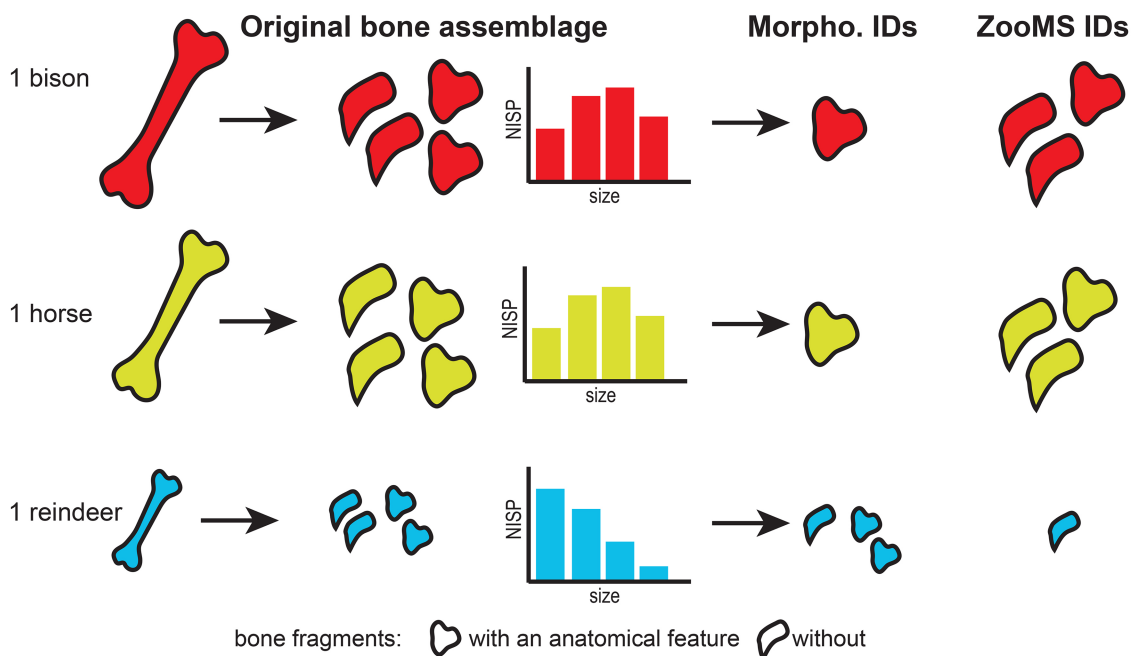 Original bone assemblage
Morpho. IDs
ZooMS IDs
1 bison
NISP
size
1 horse
NISP
size
1 reindeer
NISP
size
bone fragments: with an anatomical feature without